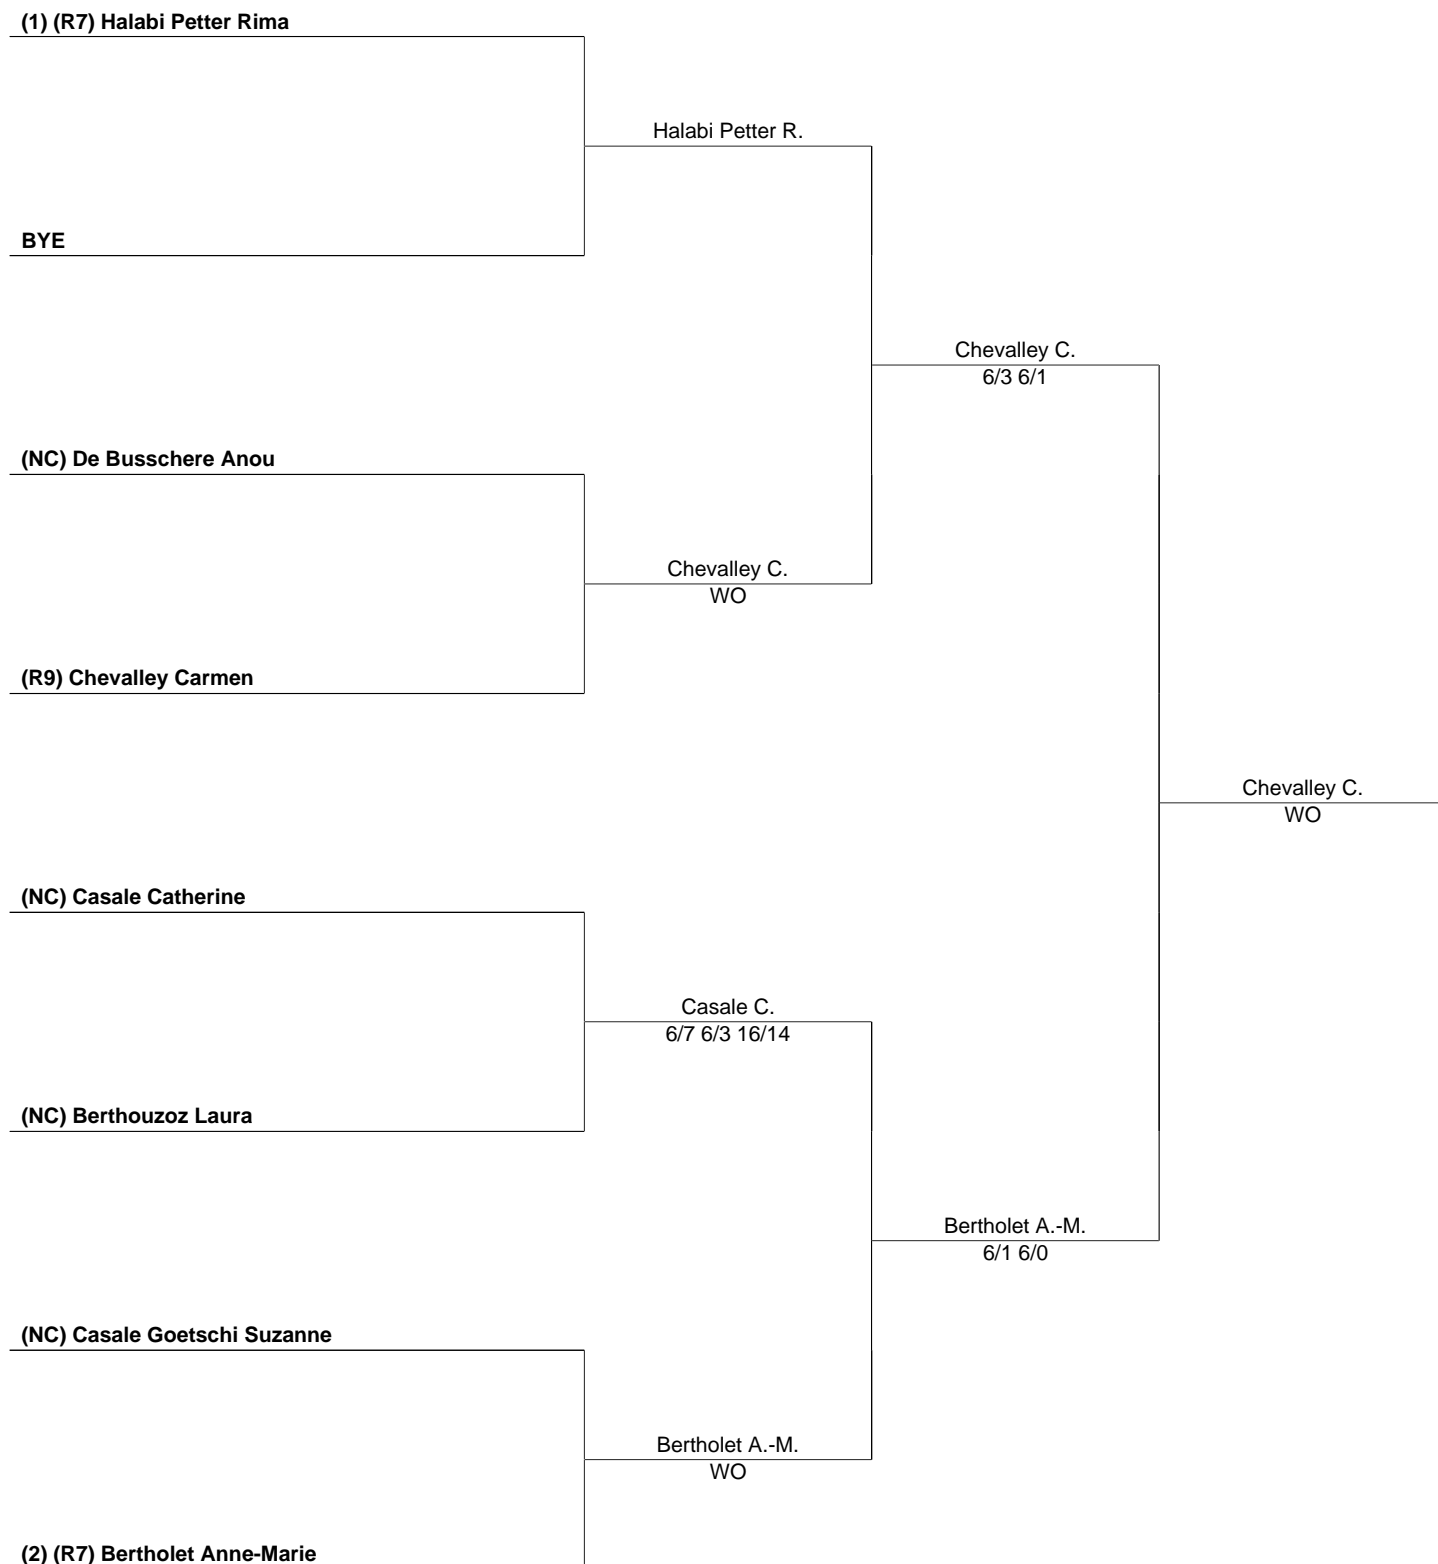 (1) (R7) Halabi Petter Rima
Halabi Petter R.
BYE
Chevalley C.
6/3 6/1
(NC) De Busschere Anou
Chevalley C.
WO
(R9) Chevalley Carmen
Chevalley C.
WO
(NC) Casale Catherine
Casale C.
6/7 6/3 16/14
(NC) Berthouzoz Laura
Bertholet A.-M.
6/1 6/0
(NC) Casale Goetschi Suzanne
Bertholet A.-M.
WO
(2) (R7) Bertholet Anne-Marie